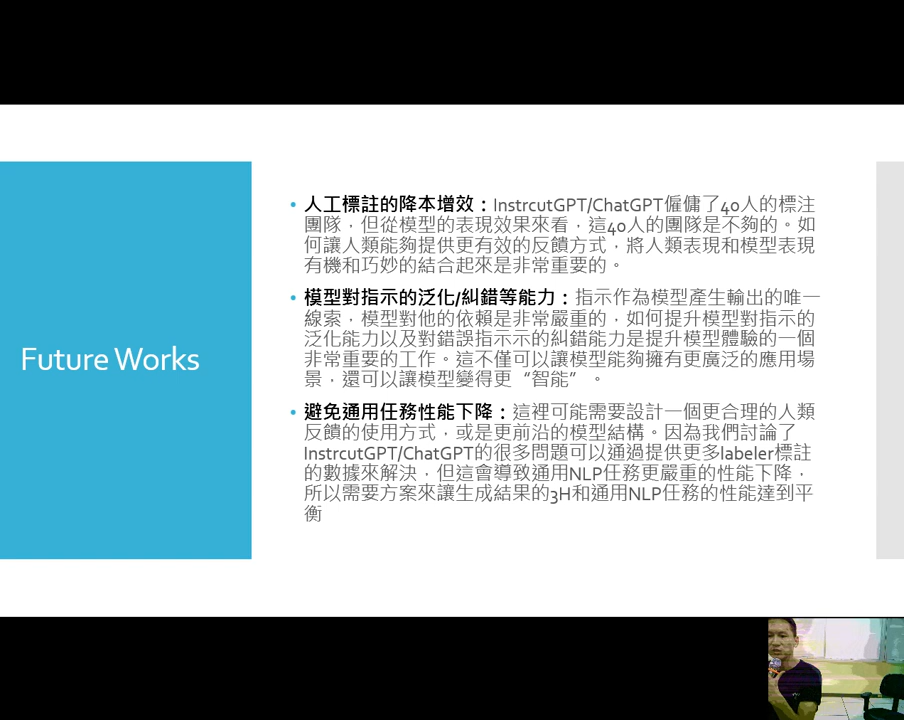 Future Works
• 人工標註的降本增效：InstrcutGPT/ChatGPT僱傭了40人的標注
團隊，但從模型的表現效果來看，這40人的團隊是不夠的。如
何讓人類能夠提供更有效的反饋方式，將人類表現和模型表現
有機和巧妙的結合起來是非常重要的。
• 模型對指示的泛化/糾錯等能力：指示作為模型產生輸出的唯一
線索，模型對他的依賴是非常嚴重的，如何提升模型對指示的
泛化能力以及對錯誤指示示的糾錯能力是提升模型體驗的一個
非常重要的工作。這不僅可以讓模型能夠擁有更廣泛的應用場
景，還可以讓模型變得更“智能”。
• 避免通用任務性能下降：這裡可能需要設計一個更合理的人類
反饋的使用方式，或是更前沿的模型結構。因為我們討論了
InstrcutGPT/ChatGPT的很多問題可以通過提供更多labeler標註
的數據來解決，但這會導致通用NLP任務更嚴重的性能下降，
所以需要方案來讓生成結果的3H和通用NLP任務的性能達到平
衡